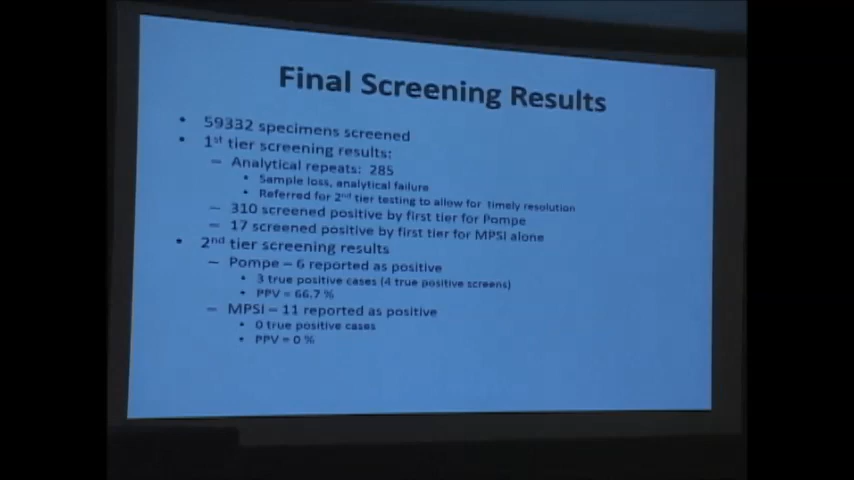 Final Screening Results
• 59332 specimens screened
• 1st tier screening results:
– Analytical repeats: 285
• Sample loss, analytical failure
• Referred for 2nd tier testing to allow for timely resolution
– 310 screened positive by first tier for Pompe
– 17 screened positive by first tier for MPSI alone
• 2nd tier screening results
– Pompe – 6 reported as positive
• 3 true positive cases (4 true positive screens)
• PPV = 66.7 %
– MPSI – 11 reported as positive
• 0 true positive cases
• PPV = 0 %